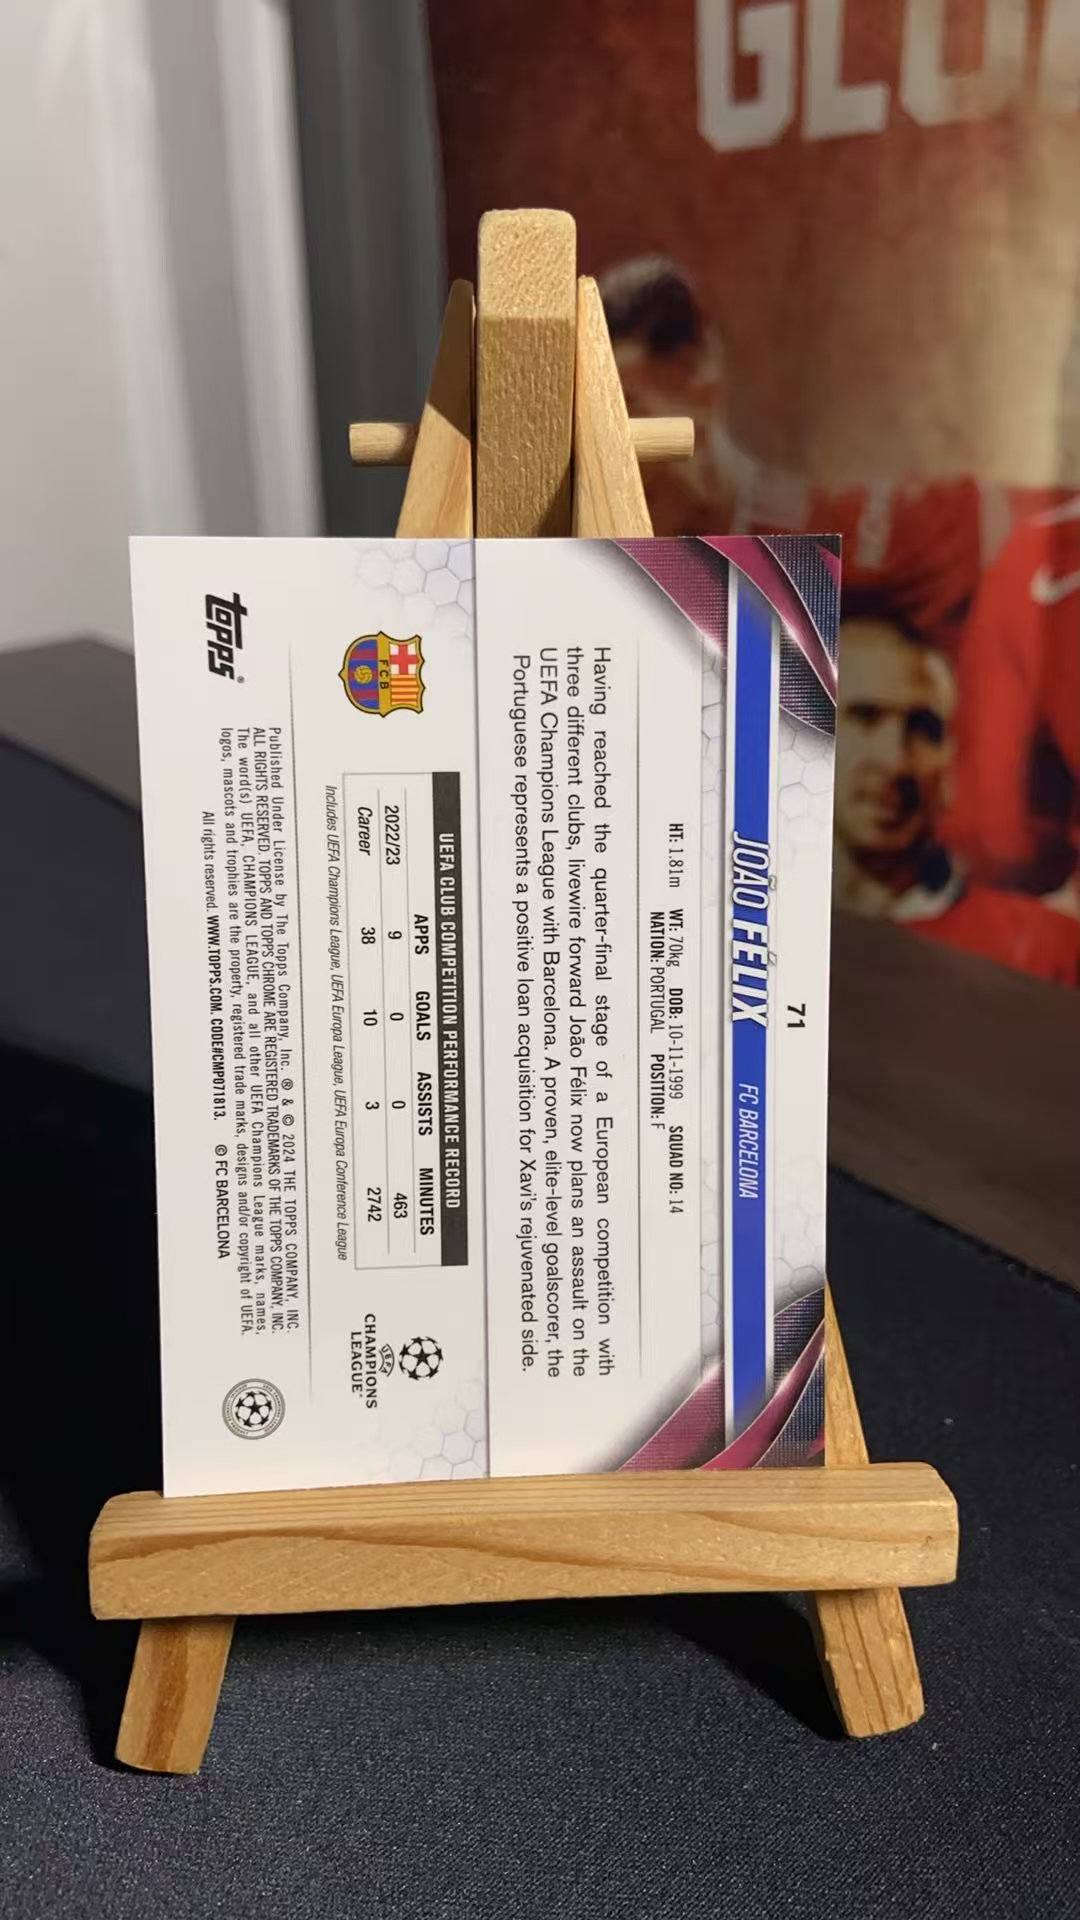 GLO
71
JOÃO FÉLIX FC BARCELONA
HT: 1.81m WT: 70kg DOB: 10-11-1999 SQUAD NO: 14
NATION: PORTUGAL POSITION: F
Having reached the quarter-final stage of a European competition with
three different clubs, livewire forward João Félix now plans an assault on the
UEFA Champions League with Barcelona. A proven, elite-level goalscorer, the
Portuguese represents a positive loan acquisition for Xavi's rejuvenated side.
UEFA CLUB COMPETITION PERFORMANCE RECORD
APPS GOALS ASSISTS MINUTES
2022/23 9 0 0 463
Career 38 10 3 2742
Includes UEFA Champions League, UEFA Europa League, UEFA Europa Conference League
FCB
UEFA
CHAMPIONS
LEAGUE®
topps®
Published Under License by The Topps Company, Inc. ® & © 2024 THE TOPPS COMPANY, INC.
ALL RIGHTS RESERVED. TOPPS AND TOPPS CHROME ARE REGISTERED TRADEMARKS OF THE TOPPS COMPANY, INC.
The word(s) UEFA, CHAMPIONS LEAGUE, and all other UEFA Champions League marks, names,
logos, mascots and trophies are the property, registered trade marks, designs and/or copyright of UEFA.
All rights reserved. WWW.TOPPS.COM. CODE#CMP071813. © FC BARCELONA